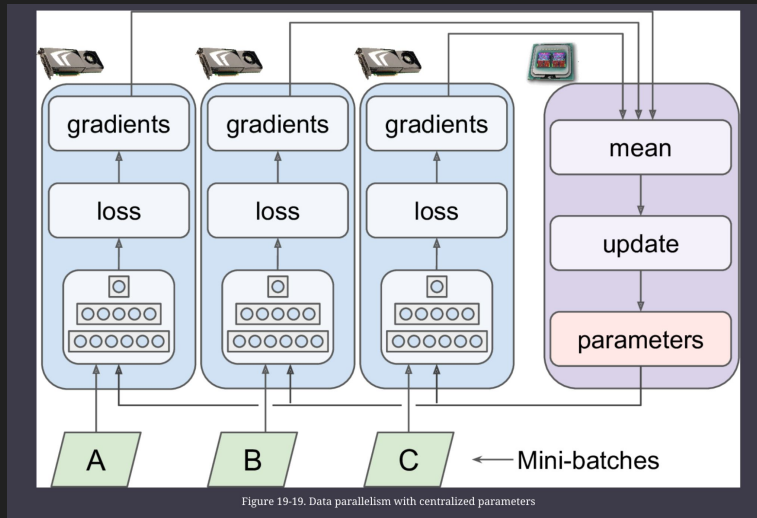 gradients
gradients
gradients
mean
loss
loss
loss
update
parameters
A
B
C
Mini-batches
Figure 19-19. Data parallelism with centralized parameters